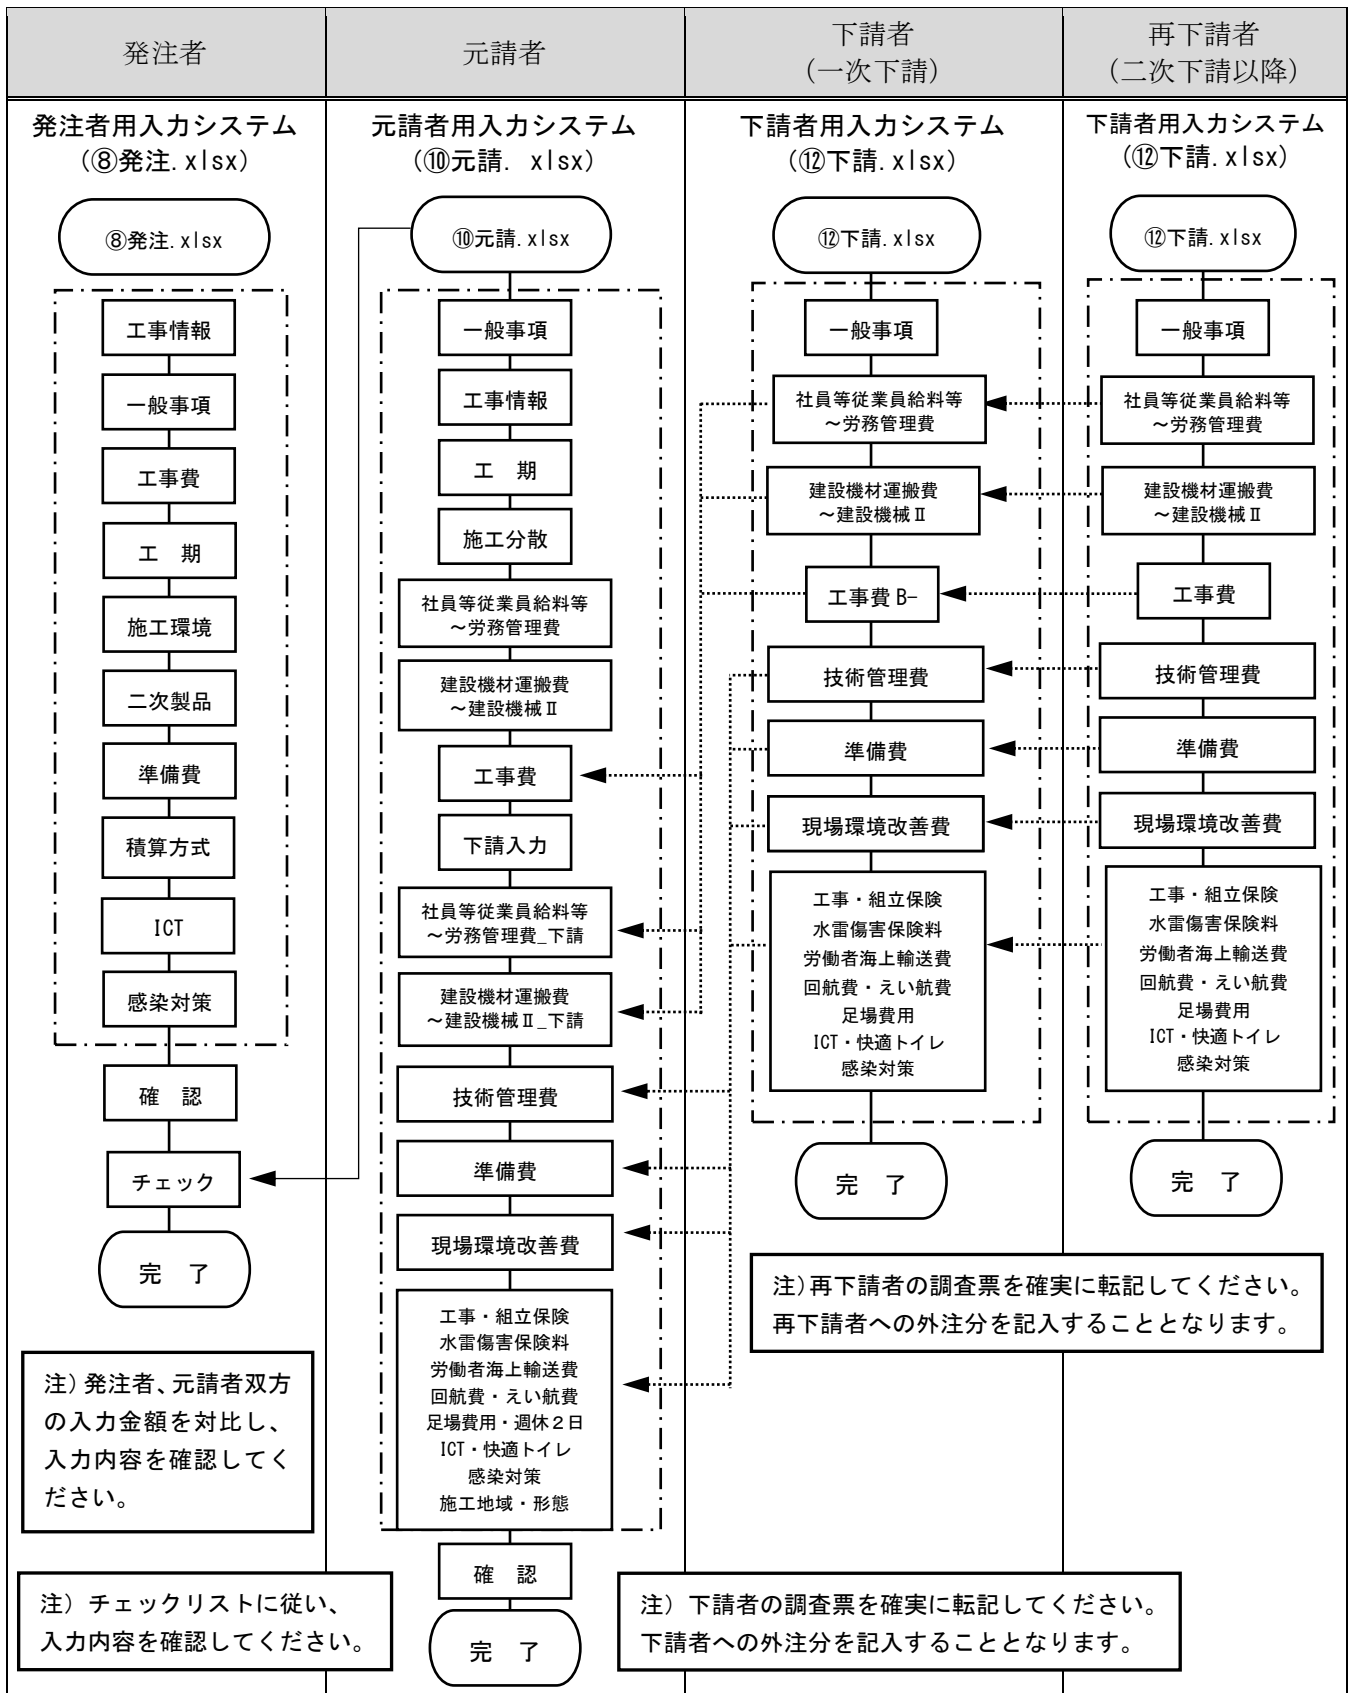 発注者
元請者
下請者
(一次下請)
再下請者
(二次下請以降)
発注者用入力システム
(⑧発注.xlsx)
⑧発注.xlsx
工事情報
一般事項
工事費
工　期
施工環境
二次製品
準備費
積算方式
ICT
感染対策
確　認
チェック
完　了
注）発注者、元請者双方
の入力金額を対比し、
入力内容を確認してく
ださい。
注）チェックリストに従い、
入力内容を確認してください。
元請者用入力システム
(⑩元請. xlsx)
⑩元請.xlsx
一般事項
工事情報
工　期
施工分散
社員等従業員給料等
～労務管理費
建設機材運搬費
～建設機械Ⅱ
工事費
下請入力
社員等従業員給料等
～労務管理費_下請
建設機材運搬費
～建設機械Ⅱ_下請
技術管理費
準備費
現場環境改善費
工事・組立保険
水雷傷害保険料
労働者海上輸送費
回航費・えい航費
足場費用・週休２日
ICT・快適トイレ
感染対策
施工地域・形態
確　認
完　了
下請者用入力システム
(⑫下請.xlsx)
⑫下請.xlsx
一般事項
社員等従業員給料等
～労務管理費
建設機材運搬費
～建設機械Ⅱ
工事費 B-
技術管理費
準備費
現場環境改善費
工事・組立保険
水雷傷害保険料
労働者海上輸送費
回航費・えい航費
足場費用
ICT・快適トイレ
感染対策
完　了
下請者用入力システム
(⑫下請.xlsx)
⑫下請.xlsx
一般事項
社員等従業員給料等
～労務管理費
建設機材運搬費
～建設機械Ⅱ
工事費
技術管理費
準備費
現場環境改善費
工事・組立保険
水雷傷害保険料
労働者海上輸送費
回航費・えい航費
足場費用
ICT・快適トイレ
感染対策
完　了
注）再下請者の調査票を確実に転記してください。
再下請者への外注分を記入することとなります。
注）下請者の調査票を確実に転記してください。
下請者への外注分を記入することとなります。